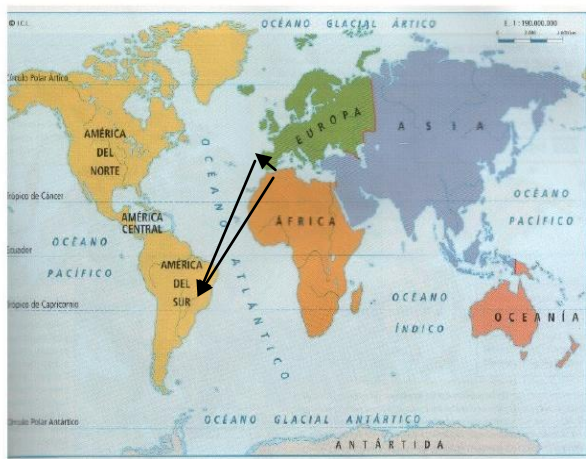 © I.C.L.
OCÉANO GLACIAL ÁRTICO
E. 1:190.000.000
Círculo Polar Ártico
EUROPA
ASIA
AMÉRICA
DEL
NORTE
OCÉANO
ATLÁNTICO
Trópico de Cáncer
OCÉANO
PACÍFICO
AMÉRICA
CENTRAL
ÁFRICA
Ecuador
OCÉANO
PACÍFICO
AMÉRICA
DEL
SUR
OCÉANO
ÍNDICO
Trópico de Capricornio
OCEANÍA
Círculo Polar Antártico
OCÉANO GLACIAL ANTÁRTICO
ANTÁRTIDA